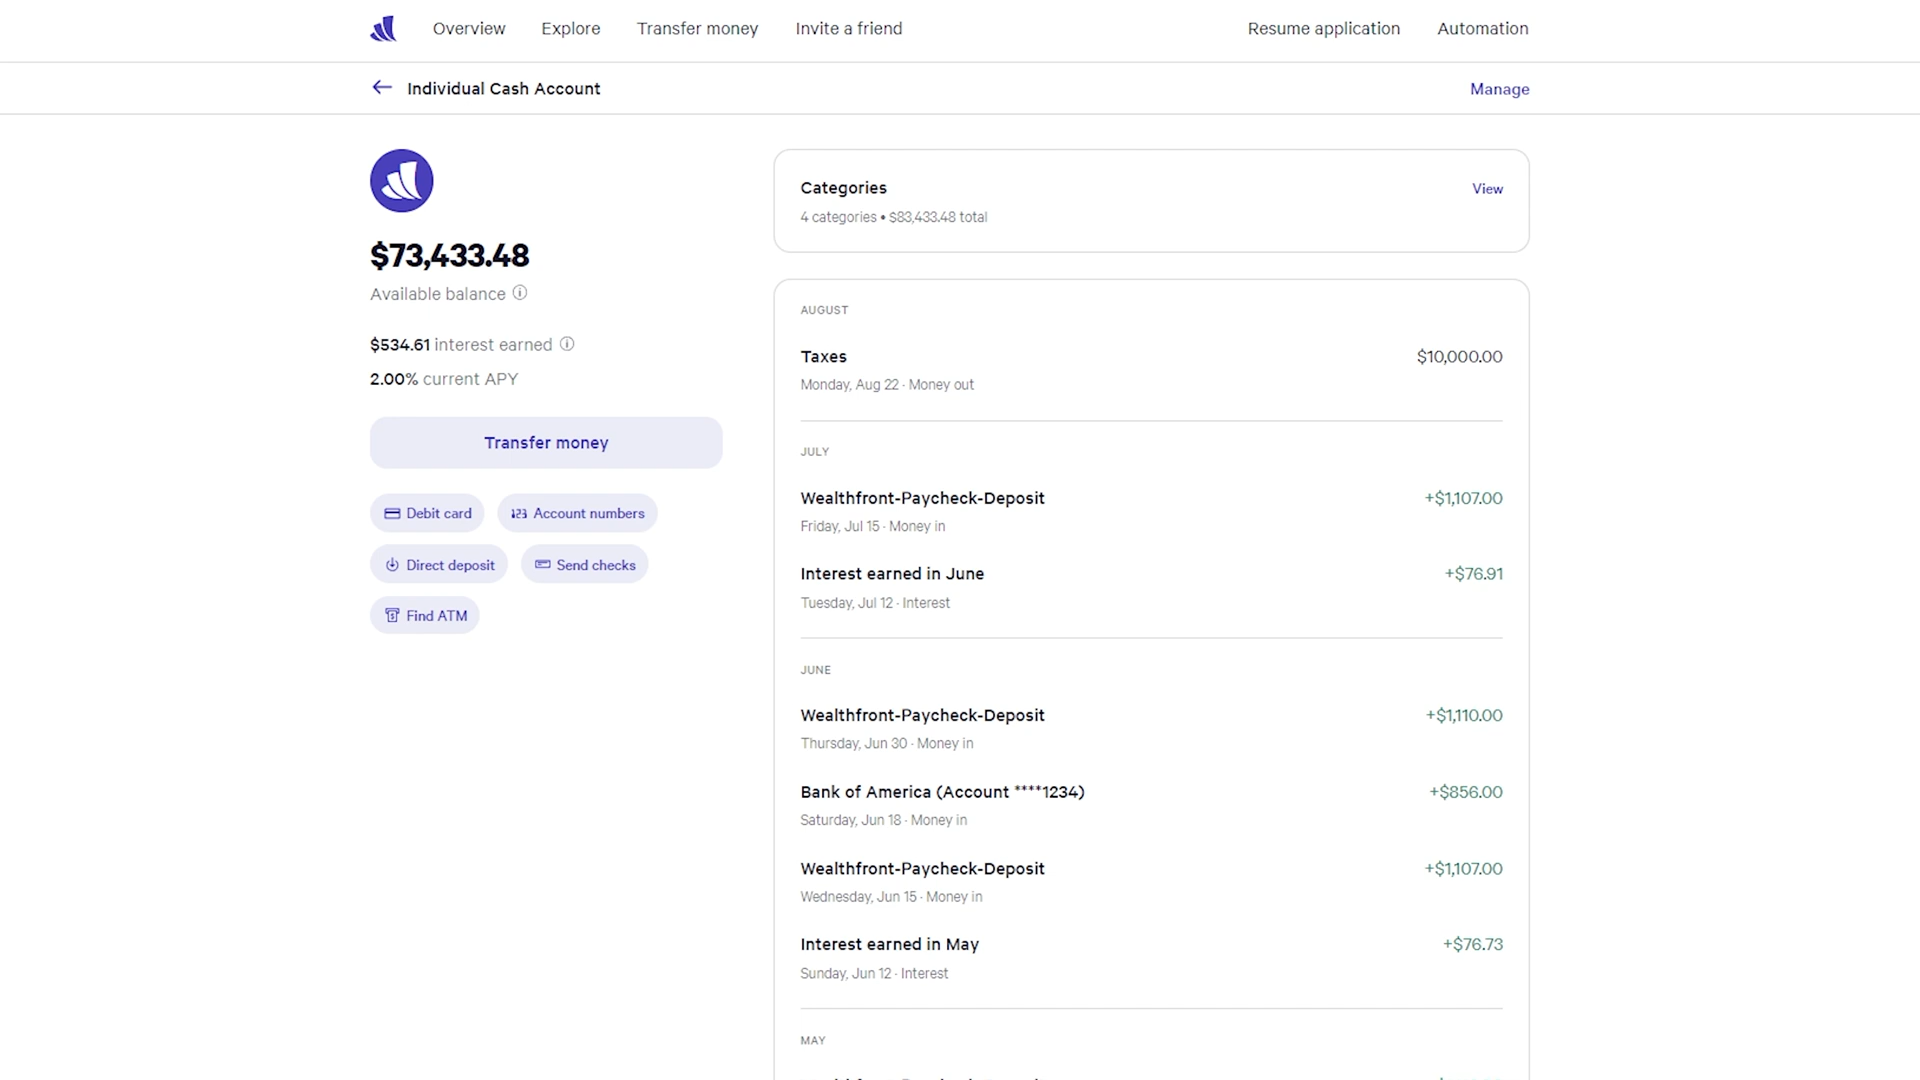 Overview Explore Transfer money Invite a friend Resume application Automation
Individual Cash Account Manage
$73,433.48
Available balance
$534.61 interest earned
2.00% current APY
Transfer money
Debit card 123 Account numbers
Direct deposit Send checks
Find ATM
Categories View
4 categories • $83,433.48 total
AUGUST
Taxes $10,000.00
Monday, Aug 22 · Money out
JULY
Wealthfront-Paycheck-Deposit +$1,107.00
Friday, Jul 15 · Money in
Interest earned in June +$76.91
Tuesday, Jul 12 · Interest
JUNE
Wealthfront-Paycheck-Deposit +$1,110.00
Thursday, Jun 30 · Money in
Bank of America (Account ****1234) +$856.00
Saturday, Jun 18 · Money in
Wealthfront-Paycheck-Deposit +$1,107.00
Wednesday, Jun 15 · Money in
Interest earned in May +$76.73
Sunday, Jun 12 · Interest
MAY